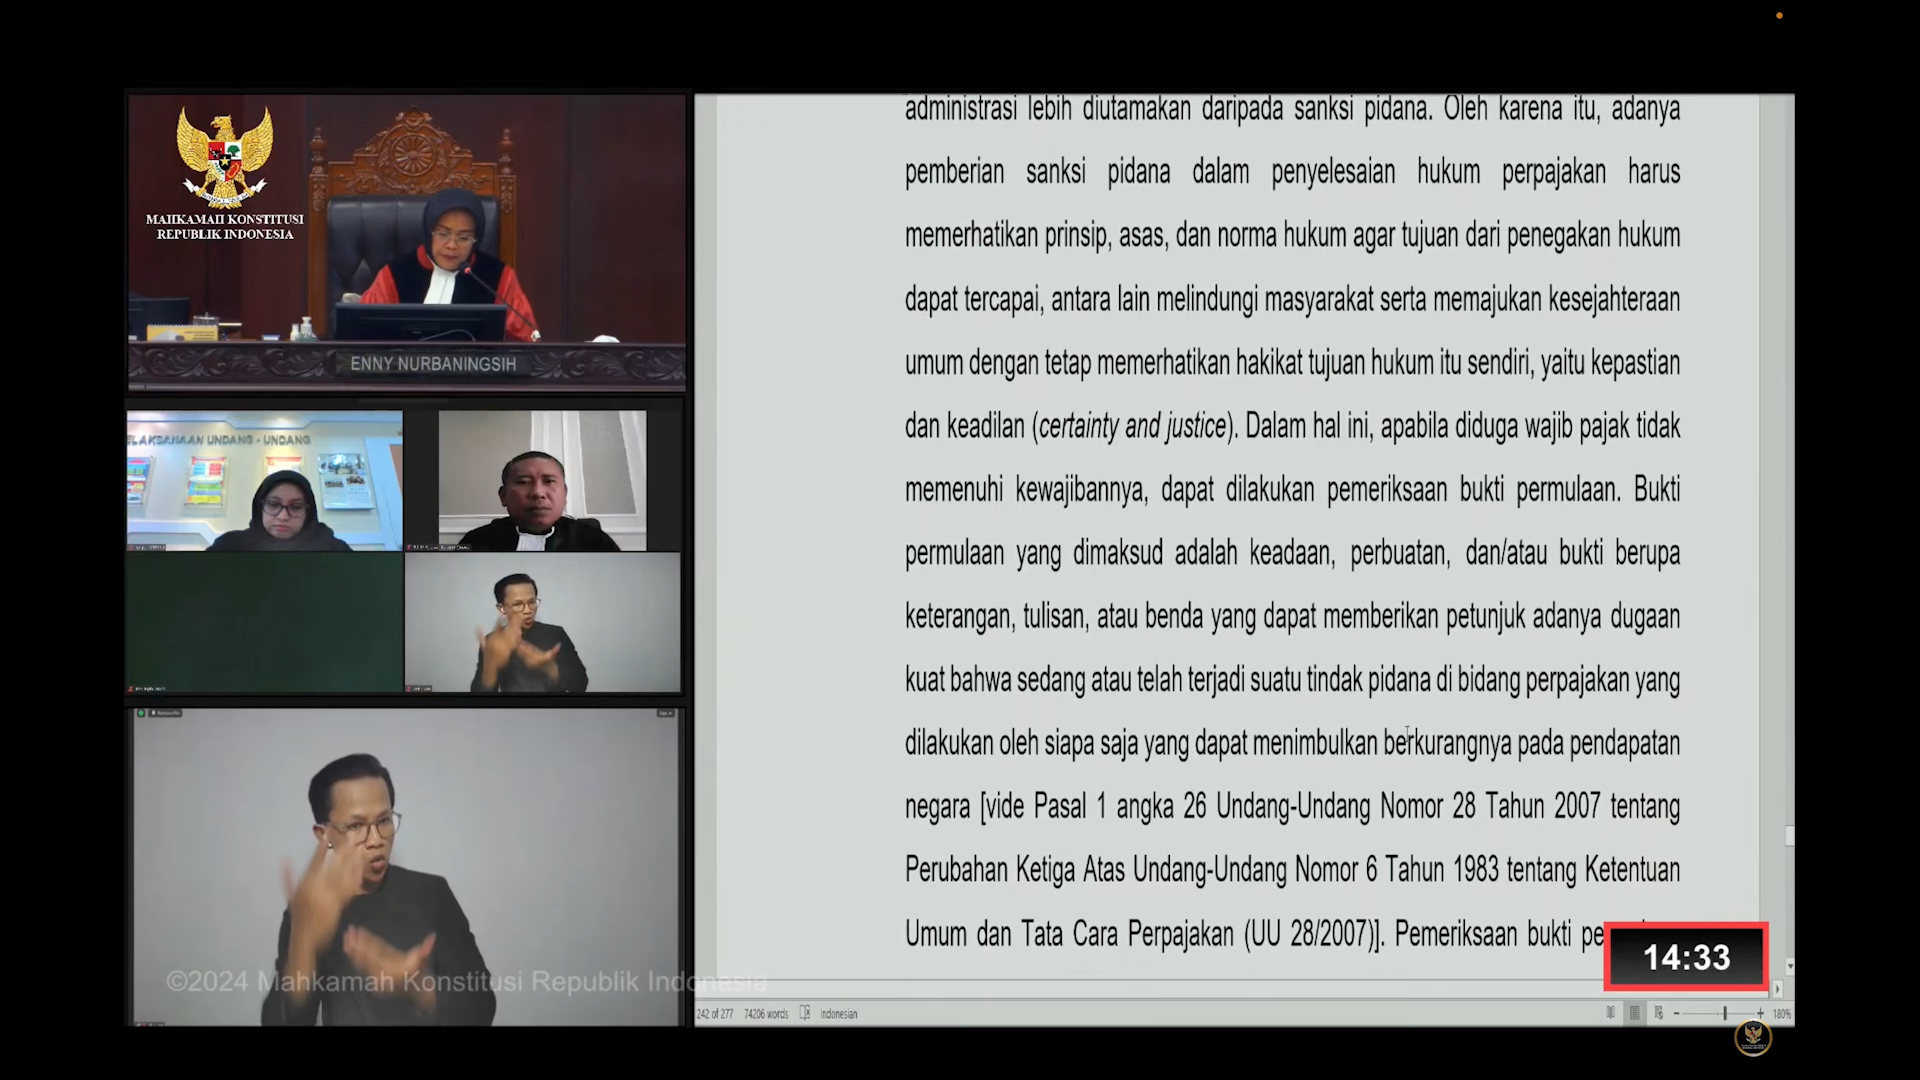 MAHKAMAH KONSTITUSI
REPUBLIK INDONESIA
ENNY NURBANINGSIH
ELAKSANAAN UNDANG - UNDANG
©2024 Mahkamah Konstitusi Republik Indonesia
administrasi lebih diutamakan daripada sanksi pidana. Oleh karena itu, adanya
pemberian sanksi pidana dalam penyelesaian hukum perpajakan harus
memerhatikan prinsip, asas, dan norma hukum agar tujuan dari penegakan hukum
dapat tercapai, antara lain melindungi masyarakat serta memajukan kesejahteraan
umum dengan tetap memerhatikan hakikat tujuan hukum itu sendiri, yaitu kepastian
dan keadilan (certainty and justice). Dalam hal ini, apabila diduga wajib pajak tidak
memenuhi kewajibannya, dapat dilakukan pemeriksaan bukti permulaan. Bukti
permulaan yang dimaksud adalah keadaan, perbuatan, dan/atau bukti berupa
keterangan, tulisan, atau benda yang dapat memberikan petunjuk adanya dugaan
kuat bahwa sedang atau telah terjadi suatu tindak pidana di bidang perpajakan yang
dilakukan oleh siapa saja yang dapat menimbulkan berkurangnya pada pendapatan
negara [vide Pasal 1 angka 26 Undang-Undang Nomor 28 Tahun 2007 tentang
Perubahan Ketiga Atas Undang-Undang Nomor 6 Tahun 1983 tentang Ketentuan
Umum dan Tata Cara Perpajakan (UU 28/2007)]. Pemeriksaan bukti pe
14:33
242 of 277 74206 words Indonesian
180%